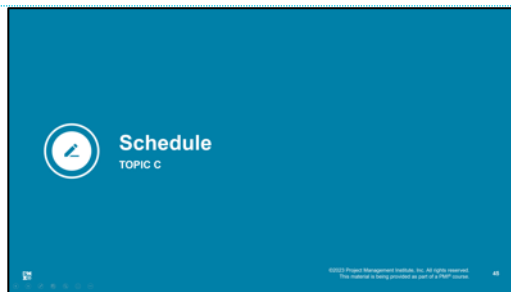 Schedule
TOPIC C
©2023 Project Management Institute, Inc. All rights reserved.
This material is being provided as part of a PMP® course.
45